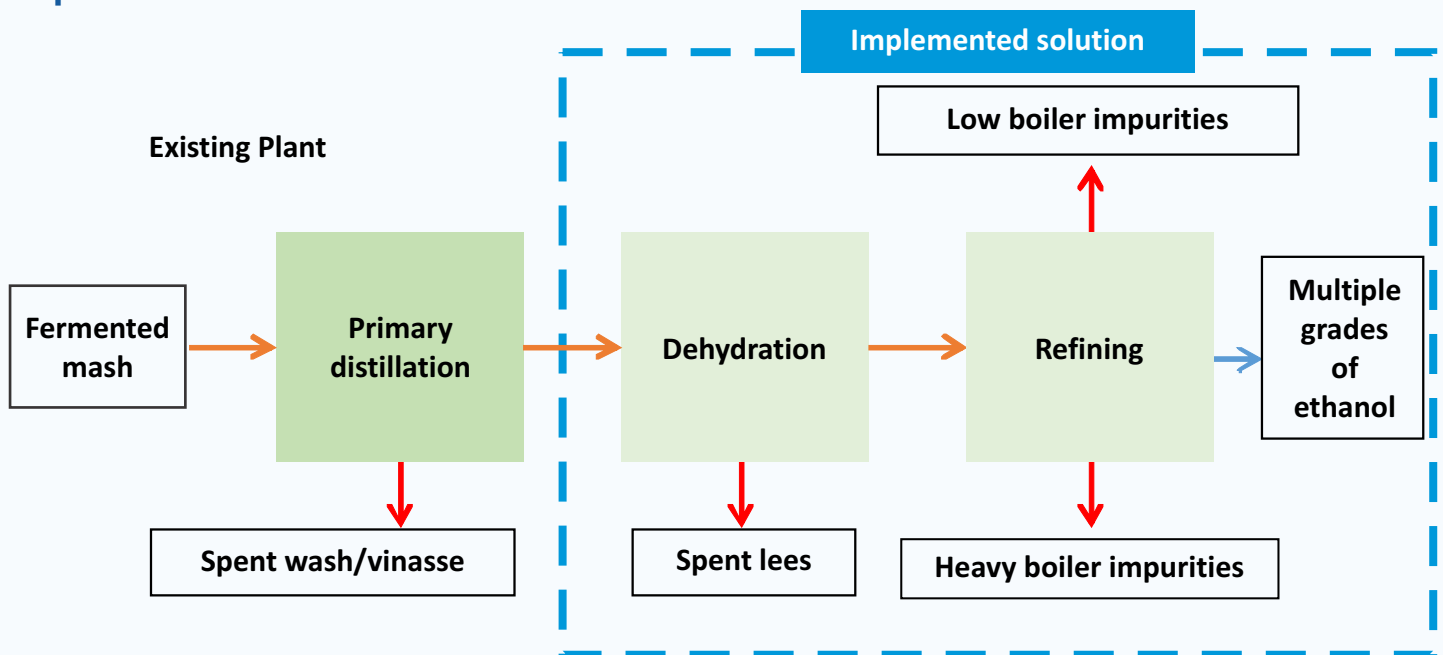 Implemented solution
Low boiler impurities
Existing Plant
Fermented
mash
Primary
distillation
Dehydration
Refining
Multiple
grades
of
ethanol
Spent wash/vinasse
Spent lees
Heavy boiler impurities